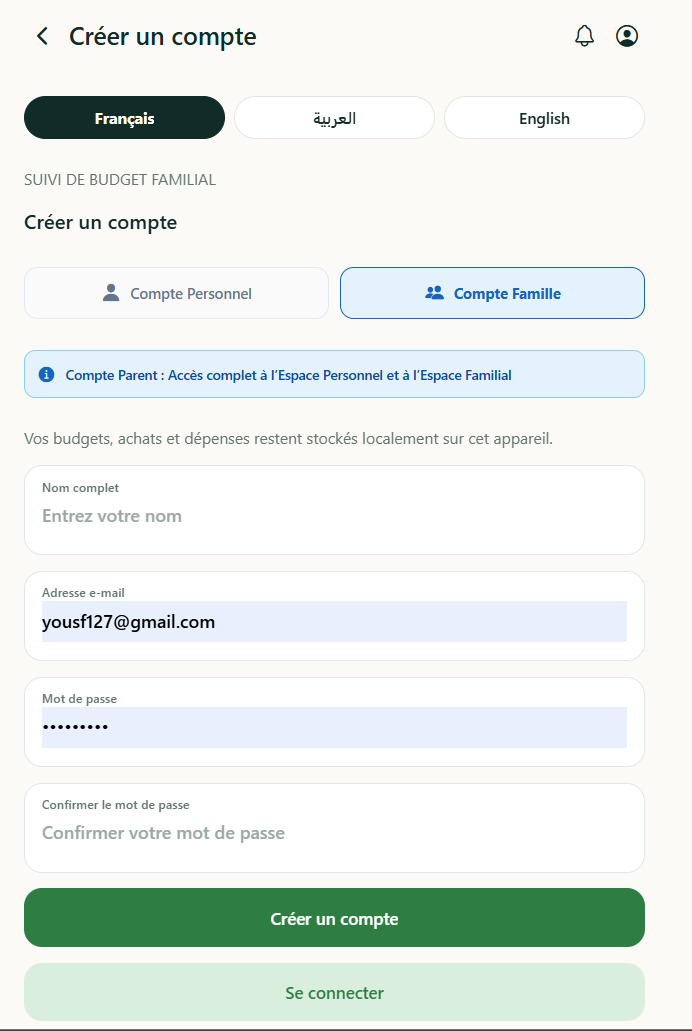 Créer un compte
Français العربية English
SUIVI DE BUDGET FAMILIAL
Créer un compte
Compte Personnel Compte Famille
Compte Parent : Accès complet à l’Espace Personnel et à l’Espace Familial
Vos budgets, achats et dépenses restent stockés localement sur cet appareil.
Nom complet
Entrez votre nom
Adresse e-mail
yousf127@gmail.com
Mot de passe
•••••••••
Confirmer le mot de passe
Confirmer votre mot de passe
Créer un compte
Se connecter